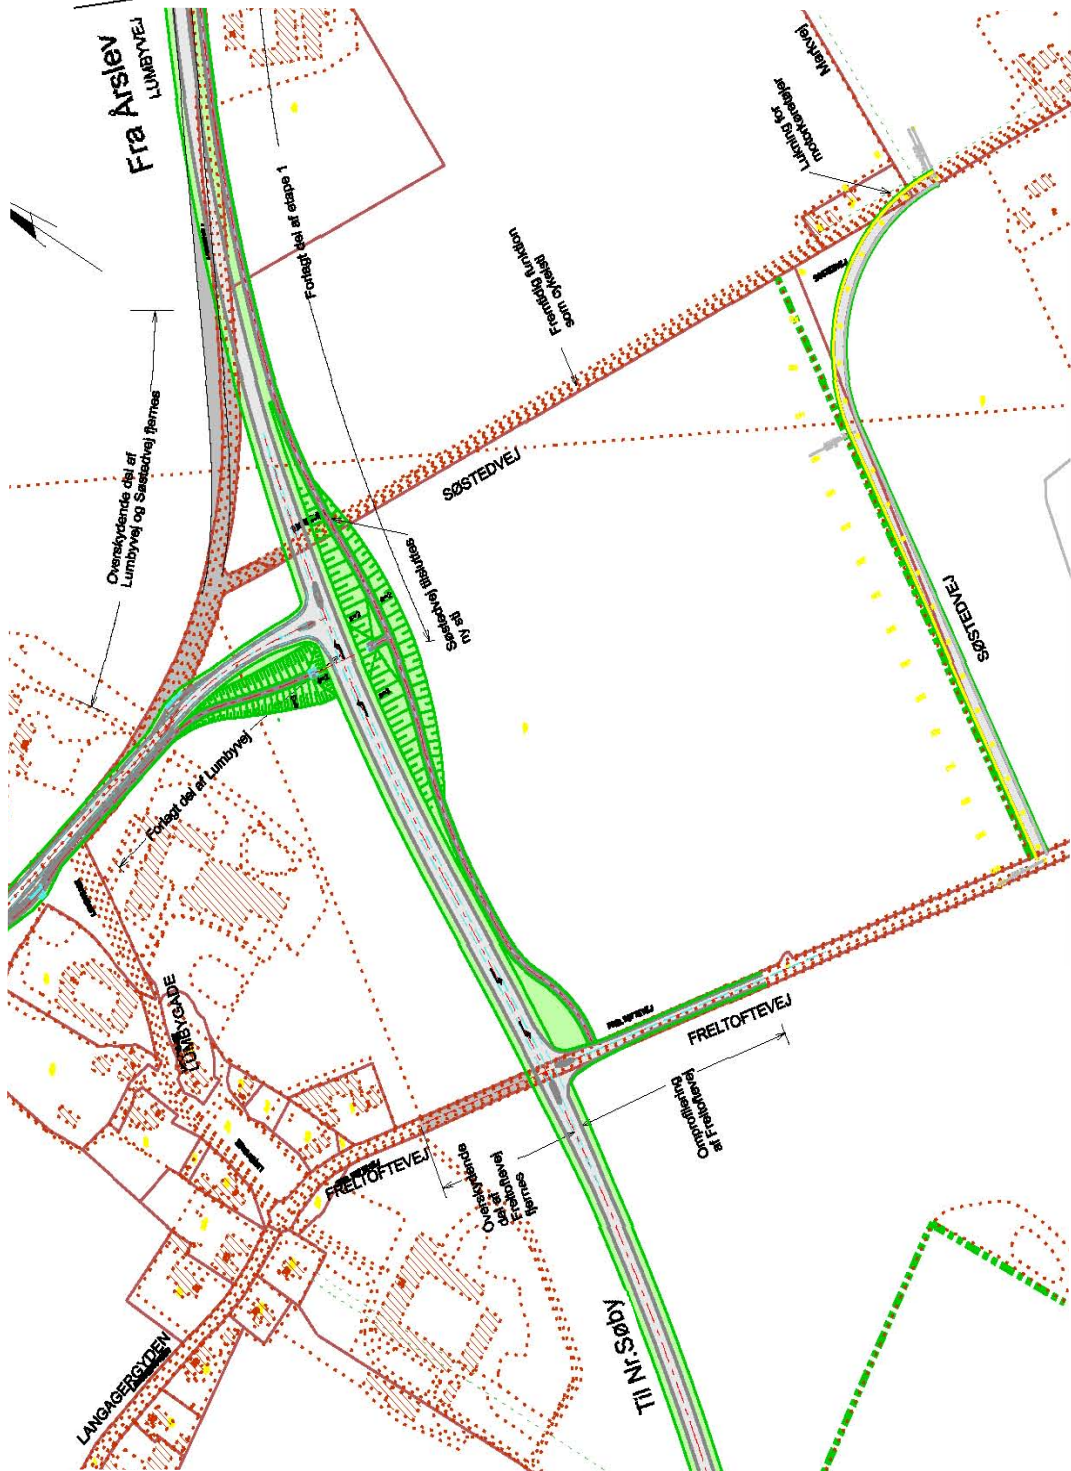 Fra Årslev
LUMBYVEJ
Markvej
Lukning for
motorkøretøjer
Forlagt del af etape 1
Fremtidig funktion
som cykelsti
Overskydende del af
Lumbyvej og Søstedvej fjernes
SØSTEDVEJ
Søstedvej tilsluttes
ny sti
SØSTEDVEJ
Forlagt del af Lumbyvej
LUMBYGADE
FRELTOFTEVEJ
Omprofilering
af Freltoftevej
FRELTOFTEVEJ
Overskydende
del af
Freltoftevej
fjernes
Til Nr.Søby
LANGAGERGYDEN